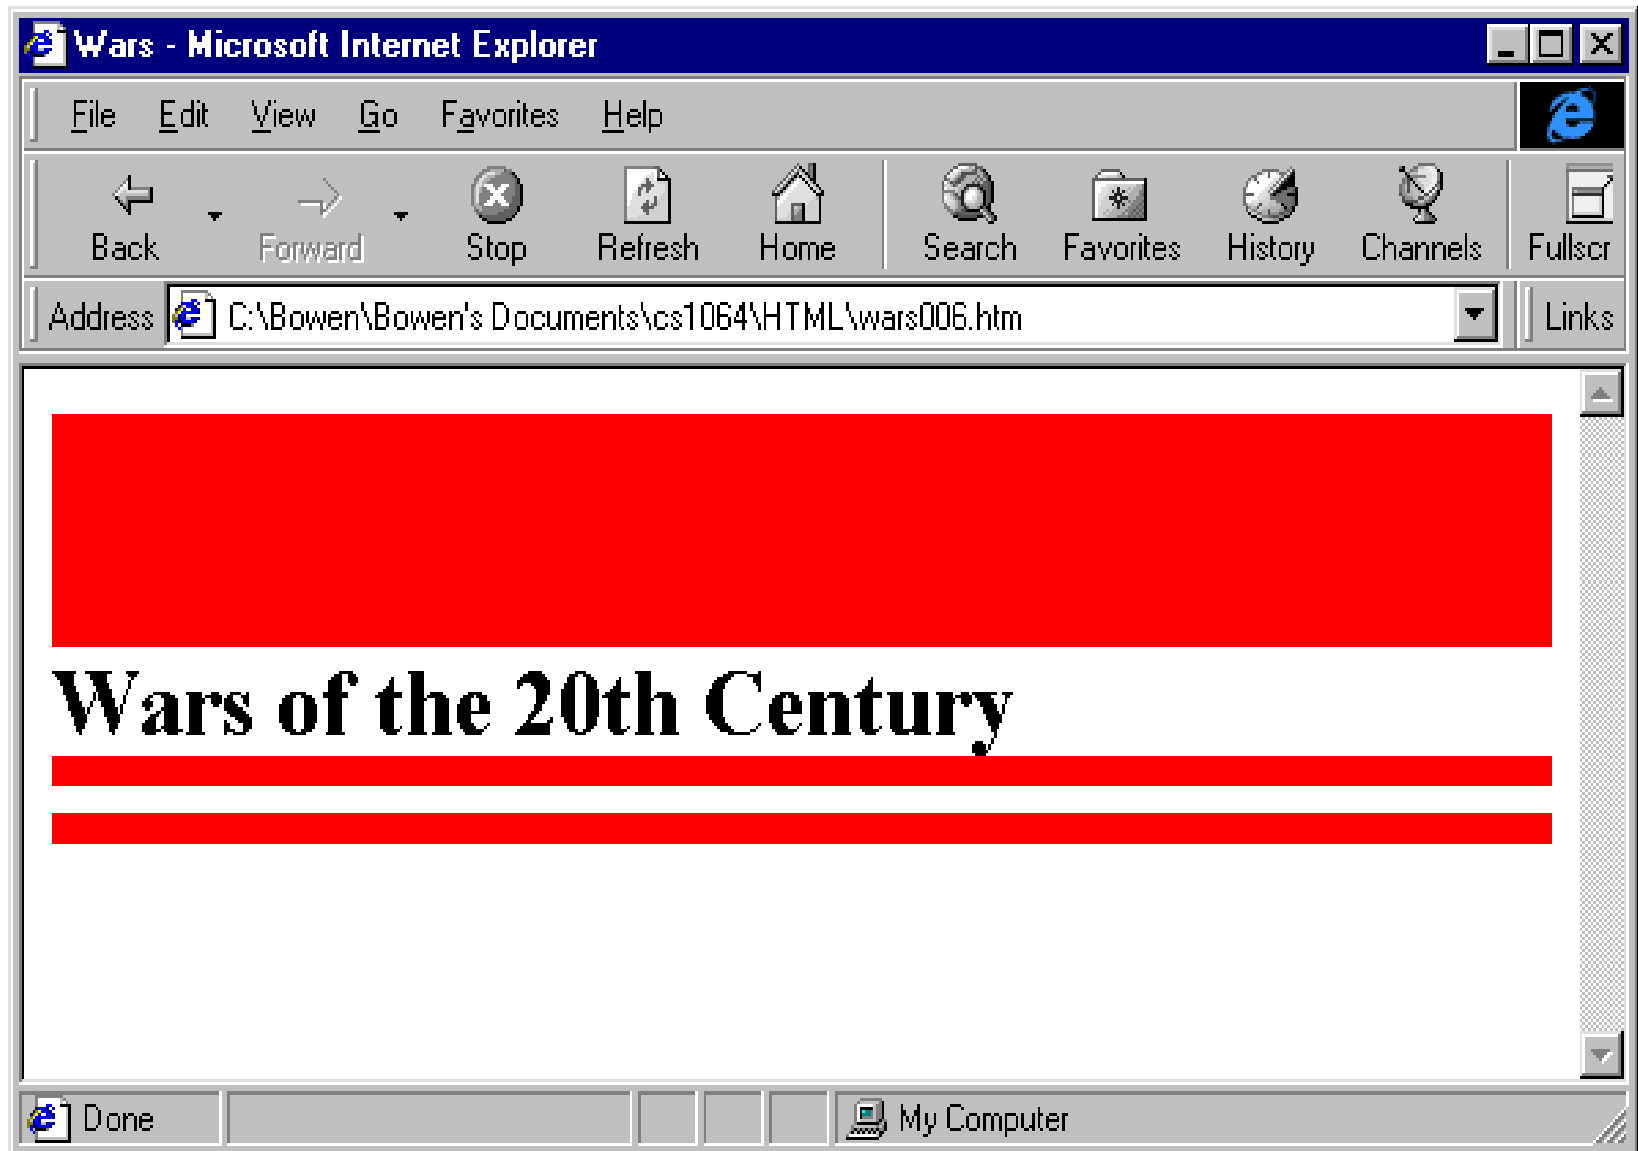 Wars - Microsoft Internet Explorer
File Edit View Go Favorites Help
Back Forward Stop Refresh Home Search Favorites History Channels Fullscr
Address C:\Bowen\Bowen's Documents\cs1064\HTML\wars006.htm Links
Wars of the 20th Century
Done My Computer